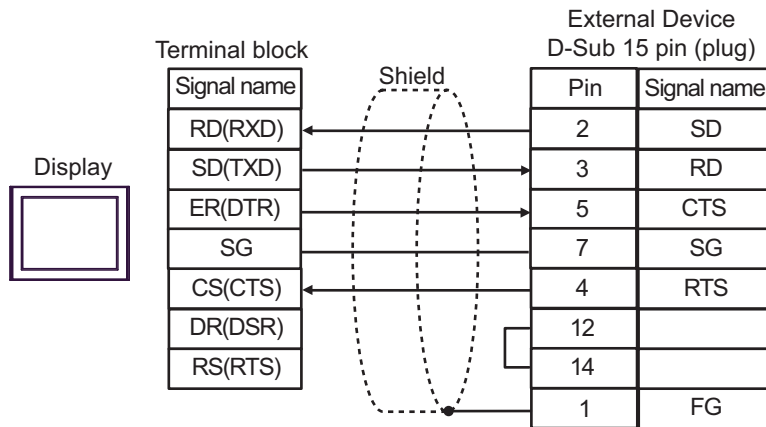 External Device
D-Sub 15 pin (plug)
Terminal block
Shield
Signal name
Pin Signal name
RD(RXD) 2 SD
SD(TXD) 3 RD
Display
ER(DTR) 5 CTS
SG 7 SG
CS(CTS) 4 RTS
DR(DSR) 12
RS(RTS) 14
1 FG